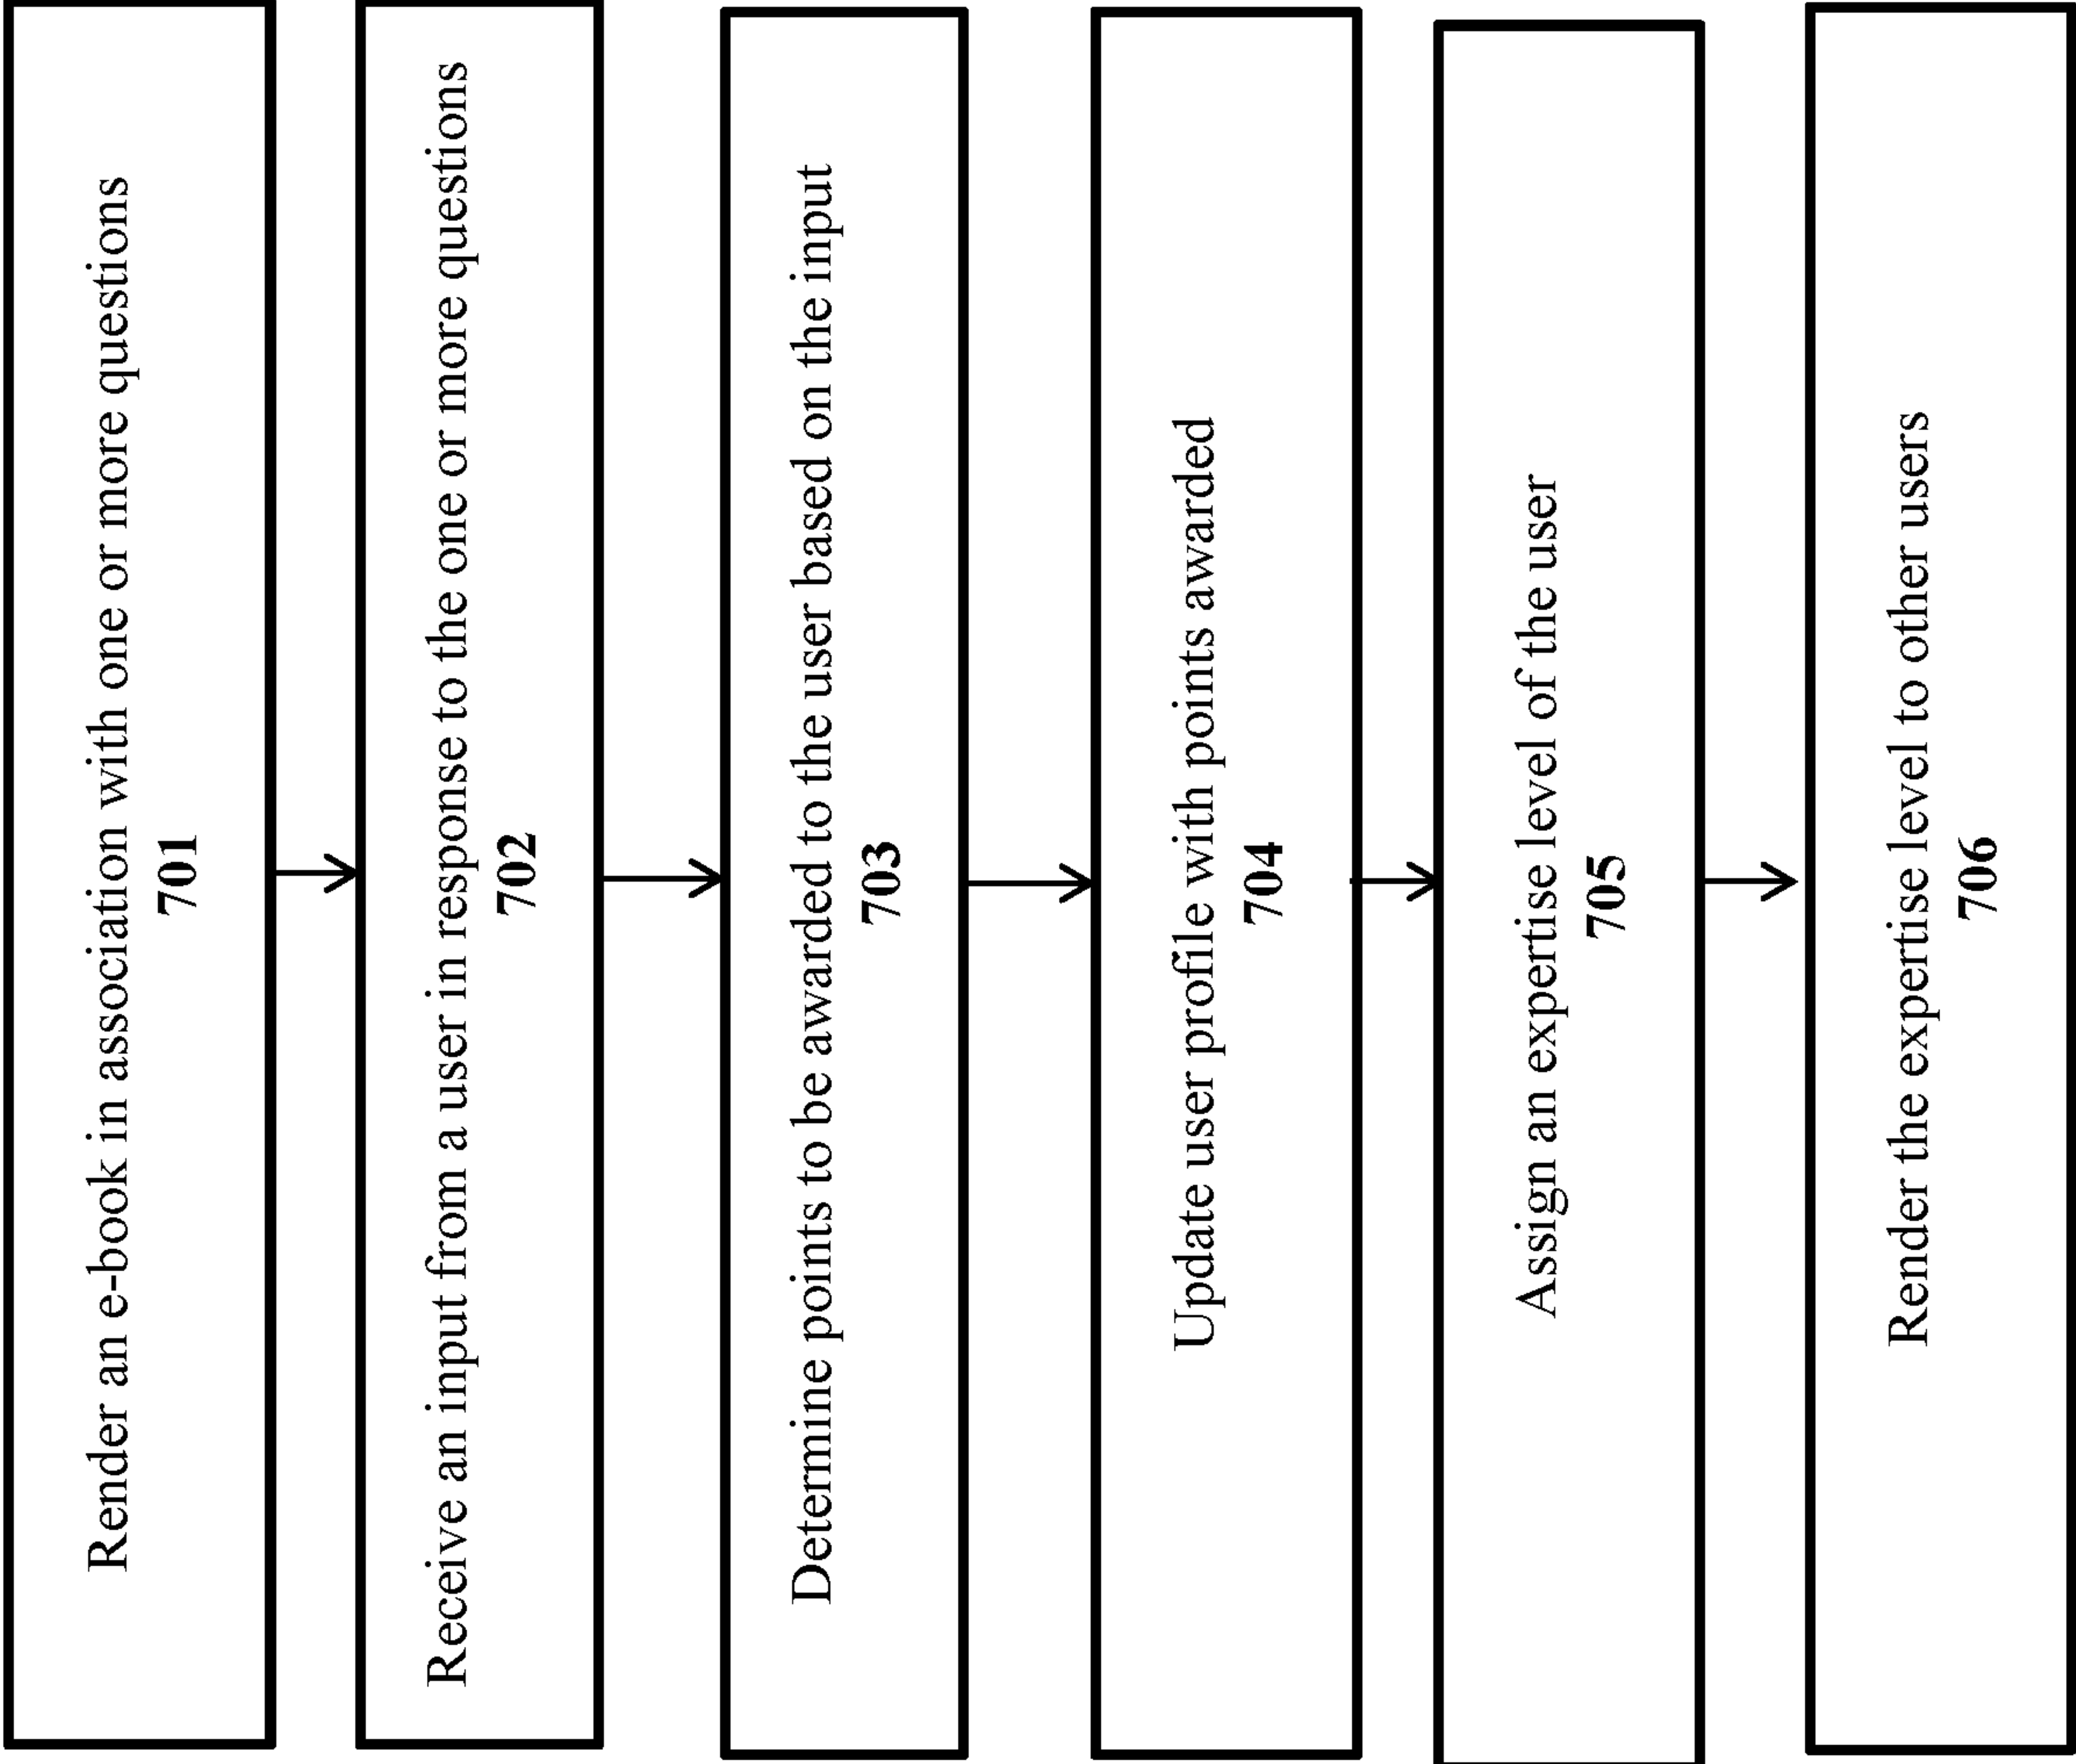 Render an e-book in association with one or more questions
701
Receive an input from a user in response to the one or more questions
702
Determine points to be awarded to the user based on the input
703
Update user profile with points awarded
704
Assign an expertise level of the user
705
Render the expertise level to other users
706